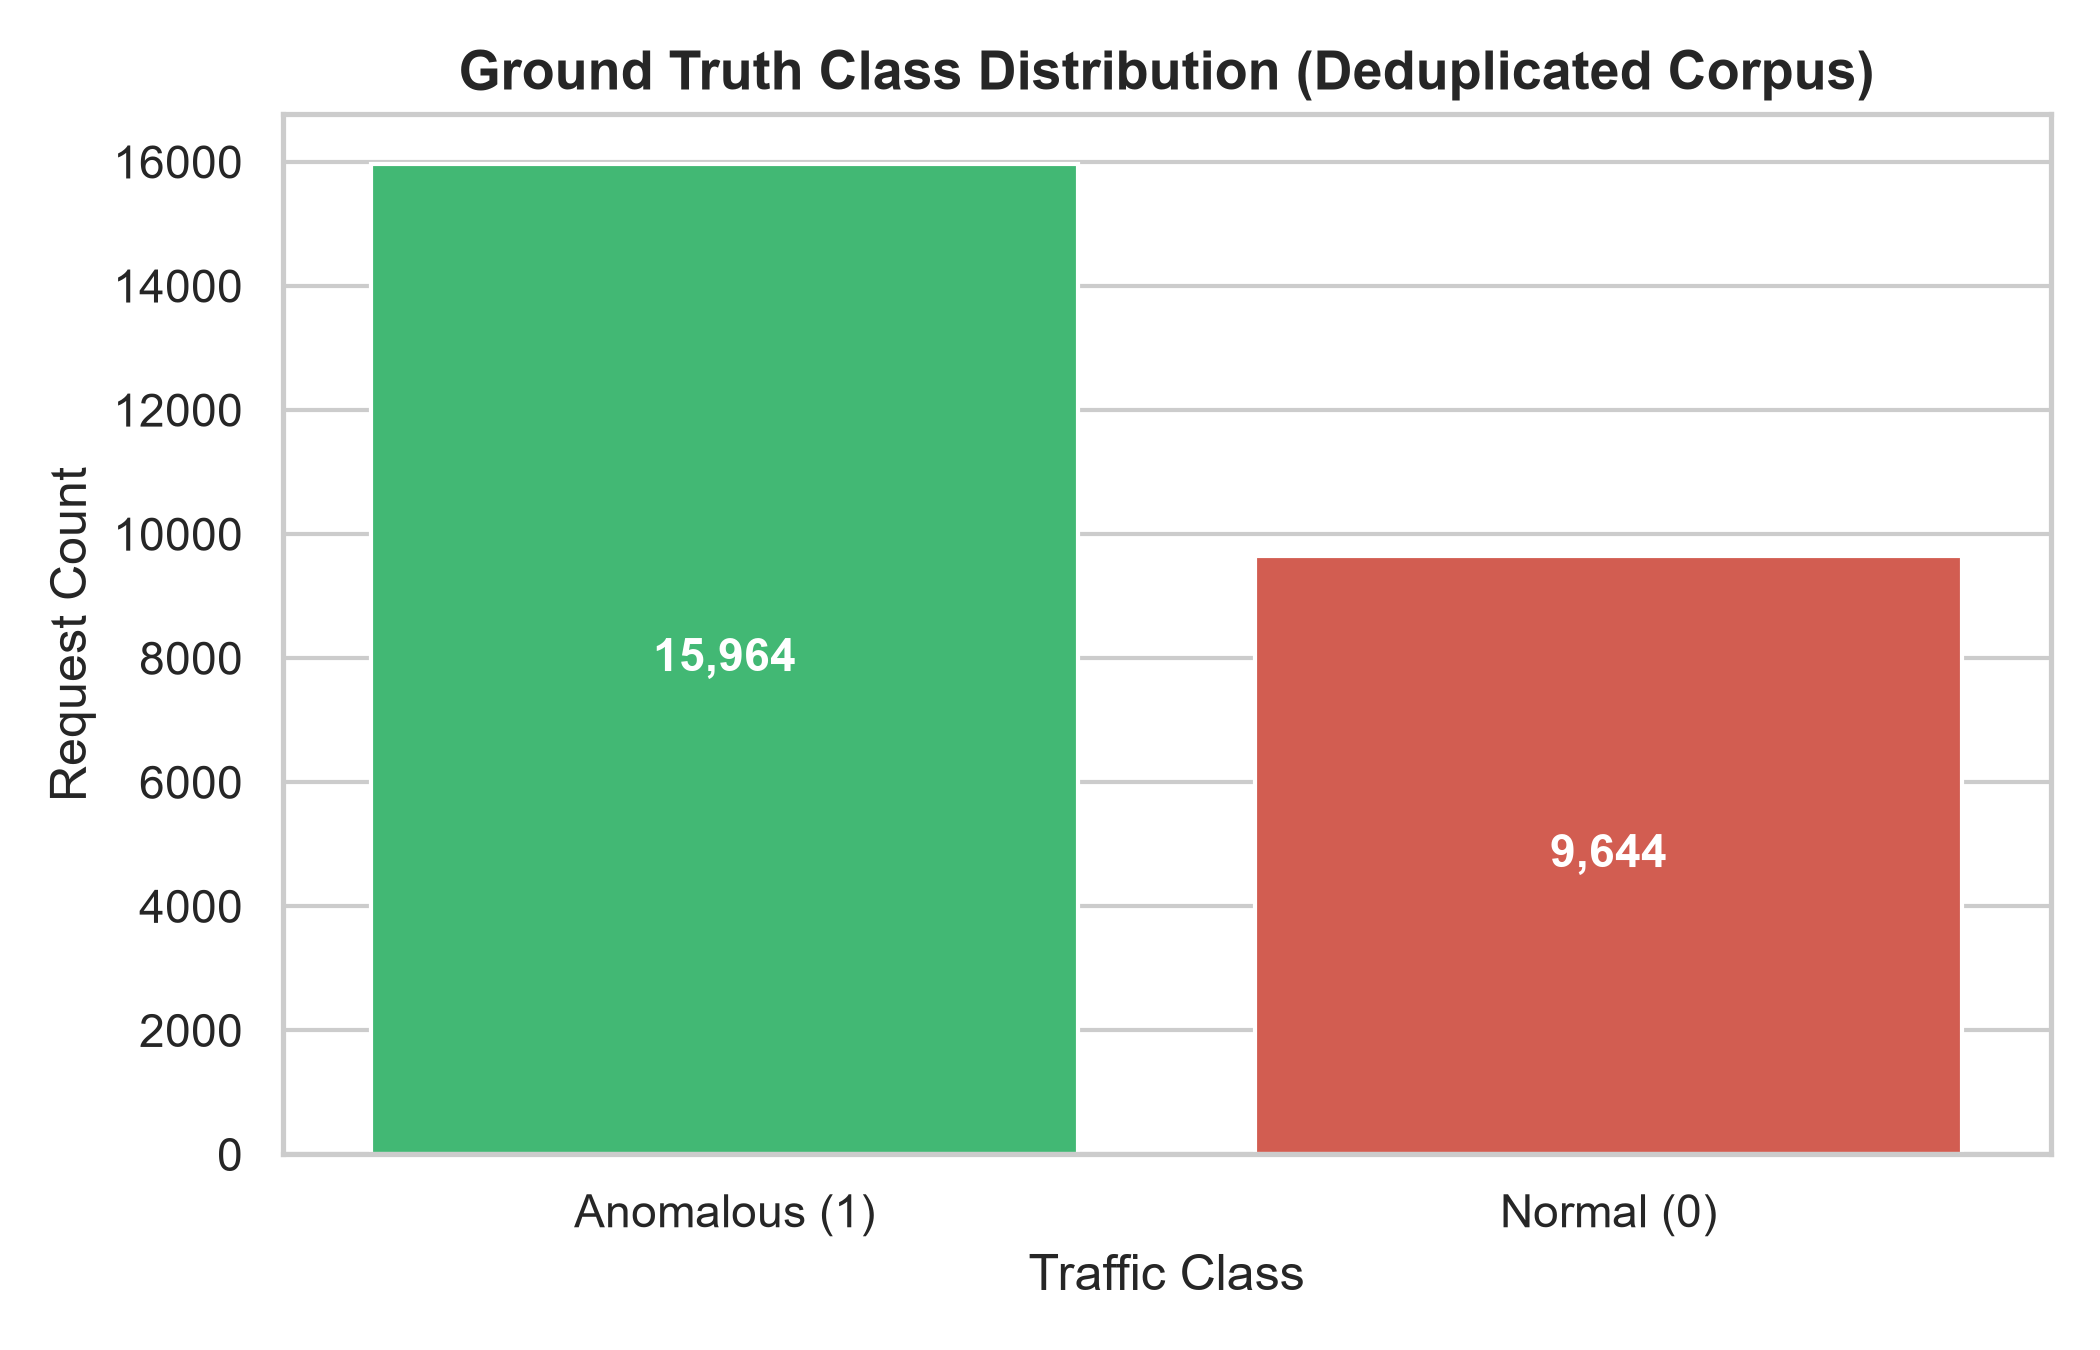 Ground Truth Class Distribution (Deduplicated Corpus)
Request Count
16000
14000
12000
10000
8000
6000
4000
2000
0
15,964
9,644
Anomalous (1)
Normal (0)
Traffic Class